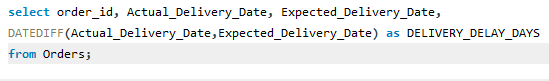 select order_id, Actual_Delivery_Date, Expected_Delivery_Date,
DATEDIFF(Actual_Delivery_Date,Expected_Delivery_Date) as DELIVERY_DELAY_DAYS
from Orders;